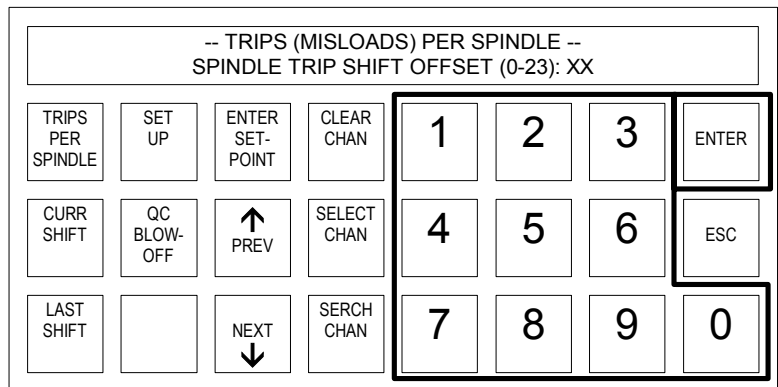 -- TRIPS (MISLOADS) PER SPINDLE --
SPINDLE TRIP SHIFT OFFSET (0-23): XX
TRIPS
PER
SPINDLE
SET
UP
ENTER
SET-
POINT
CLEAR
CHAN
1
2
3
ENTER
CURR
SHIFT
QC
BLOW-
OFF
↑
PREV
SELECT
CHAN
4
5
6
ESC
LAST
SHIFT
NEXT
↓
SERCH
CHAN
7
8
9
0